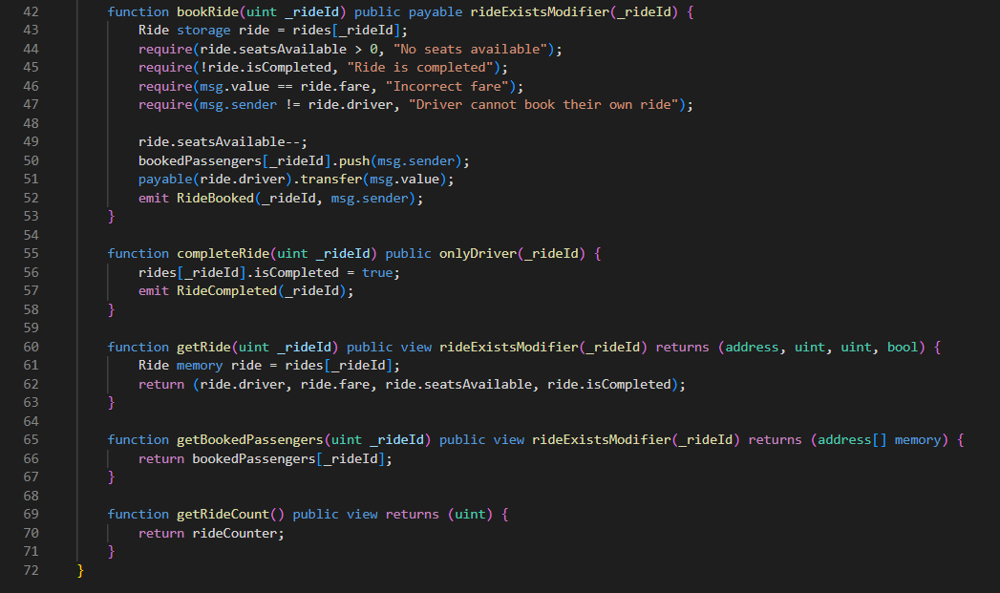 42 function bookRide(uint _rideId) public payable rideExistsModifier(_rideId) {
43 Ride storage ride = rides[_rideId];
44 require(ride.seatsAvailable > 0, "No seats available");
45 require(!ride.isCompleted, "Ride is completed");
46 require(msg.value == ride.fare, "Incorrect fare");
47 require(msg.sender != ride.driver, "Driver cannot book their own ride");
48
49 ride.seatsAvailable--;
50 bookedPassengers[_rideId].push(msg.sender);
51 payable(ride.driver).transfer(msg.value);
52 emit RideBooked(_rideId, msg.sender);
53 }
54
55 function completeRide(uint _rideId) public onlyDriver(_rideId) {
56 rides[_rideId].isCompleted = true;
57 emit RideCompleted(_rideId);
58 }
59
60 function getRide(uint _rideId) public view rideExistsModifier(_rideId) returns (address, uint, uint, bool) {
61 Ride memory ride = rides[_rideId];
62 return (ride.driver, ride.fare, ride.seatsAvailable, ride.isCompleted);
63 }
64
65 function getBookedPassengers(uint _rideId) public view rideExistsModifier(_rideId) returns (address[] memory) {
66 return bookedPassengers[_rideId];
67 }
68
69 function getRideCount() public view returns (uint) {
70 return rideCounter;
71 }
72 }